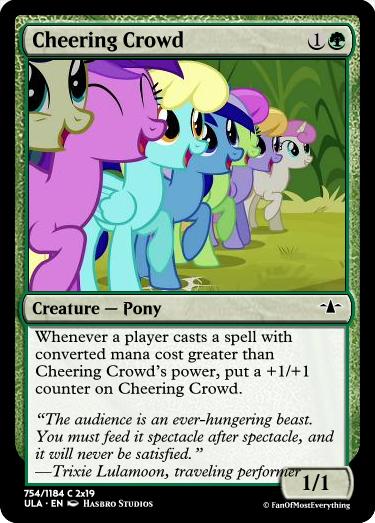 Cheering Crowd 1
Creature — Pony
Whenever a player casts a spell with
converted mana cost greater than
Cheering Crowd's power, put a +1/+1
counter on Cheering Crowd.
“The audience is an ever-hungering beast.
You must feed it spectacle after spectacle, and
it will never be satisfied.”
—Trixie Lulamoon, traveling performer
1/1
754/1184 C 2x19
ULA • EN Hasbro Studios
© FanOfMostEverything